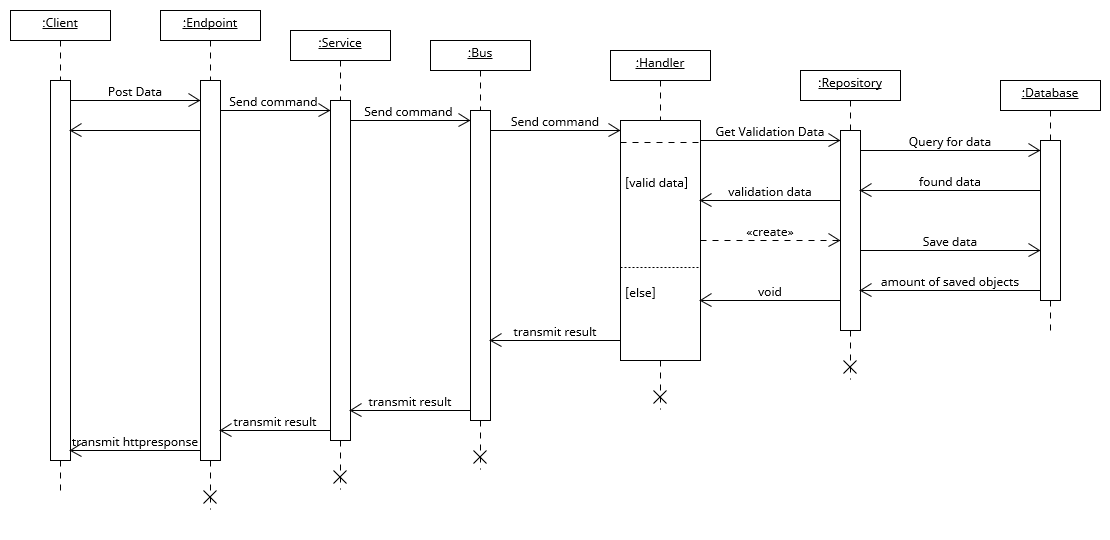 :Client
:Endpoint
:Service
:Bus
:Handler
:Repository
:Database
Post Data
Send command
Send command
Send command
Get Validation Data
Query for data
[valid data]
found data
validation data
«create»
Save data
[else]
void
amount of saved objects
transmit result
transmit result
transmit result
transmit httpresponse